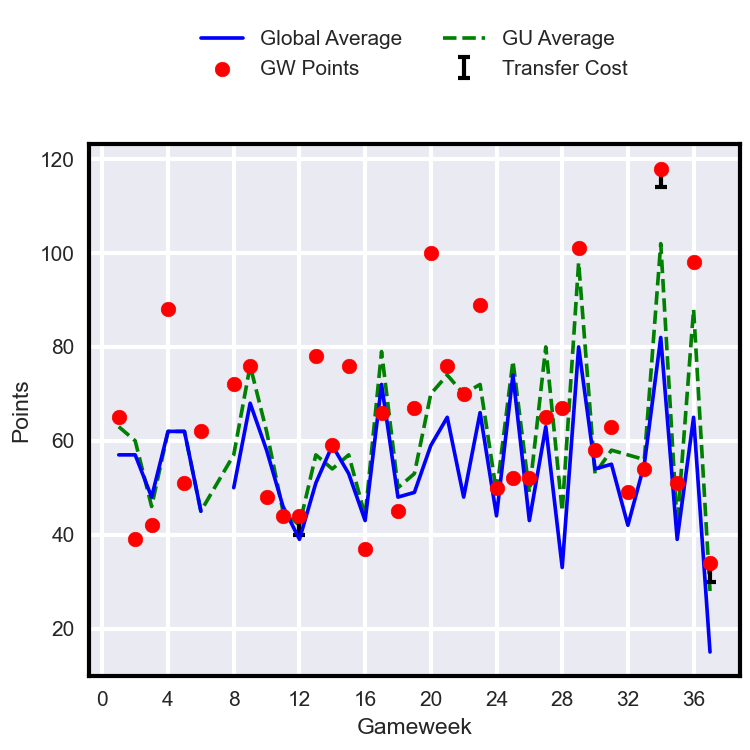 Global Average
GU Average
GW Points
Transfer Cost
120
100
80
60
40
20
Points
0 4 8 12 16 20 24 28 32 36
Gameweek